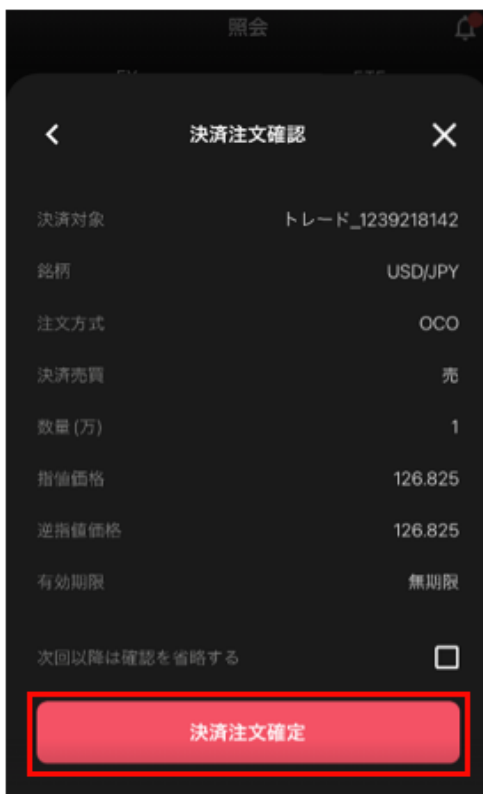 照会
FX ETF
決済注文確認
決済対象 トレード_1239218142
銘柄 USD/JPY
注文方式 OCO
決済売買 売
数量(万) 1
指値価格 126.825
逆指値価格 126.825
有効期限 無期限
次回以降は確認を省略する
決済注文確定